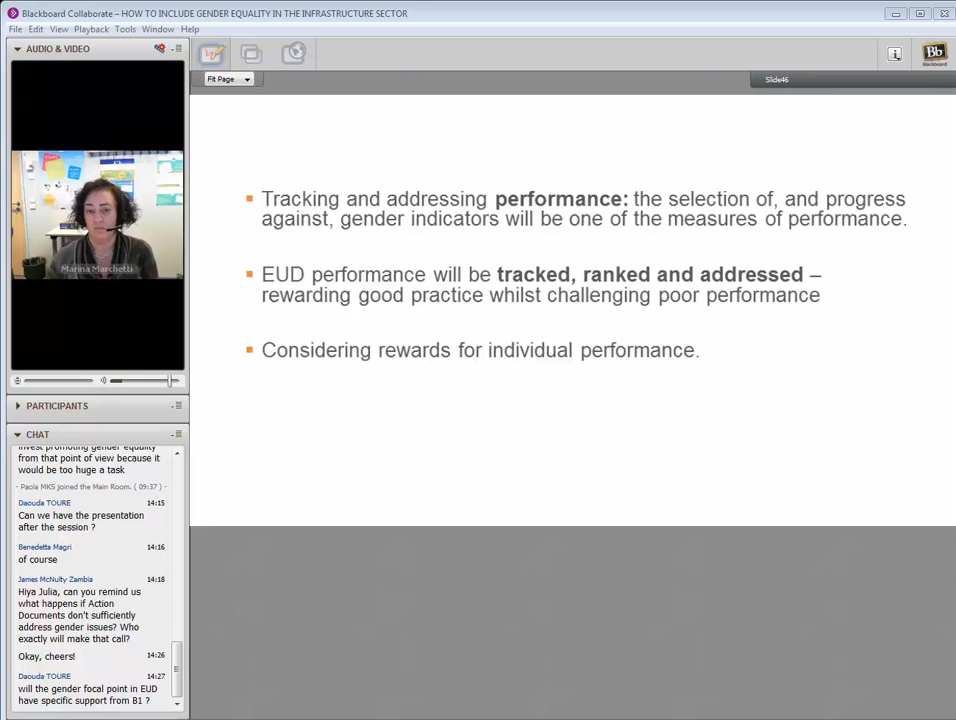 Blackboard Collaborate – HOW TO INCLUDE GENDER EQUALITY IN THE INFRASTRUCTURE SECTOR
File Edit View Playback Tools Window Help
AUDIO & VIDEO
Fit Page
Slide46
Bb
Blackboard
Marina Marchetti
Tracking and addressing performance: the selection of, and progress
against, gender indicators will be one of the measures of performance.
EUD performance will be tracked, ranked and addressed –
rewarding good practice whilst challenging poor performance
Considering rewards for individual performance.
PARTICIPANTS
CHAT
invest promoting gender equality
from that point of view because it
would be too huge a task
- Paola MKS joined the Main Room. ( 09:37 ) -
Daouda TOURE 14:15
Can we have the presentation
after the session ?
Benedetta Magri 14:16
of course
James McNulty Zambia 14:18
Hiya Julia, can you remind us
what happens if Action
Documents don't sufficiently
address gender issues? Who
exactly will make that call?
Okay, cheers! 14:26
Daouda TOURE 14:27
will the gender focal point in EUD
have specific support from B1 ?